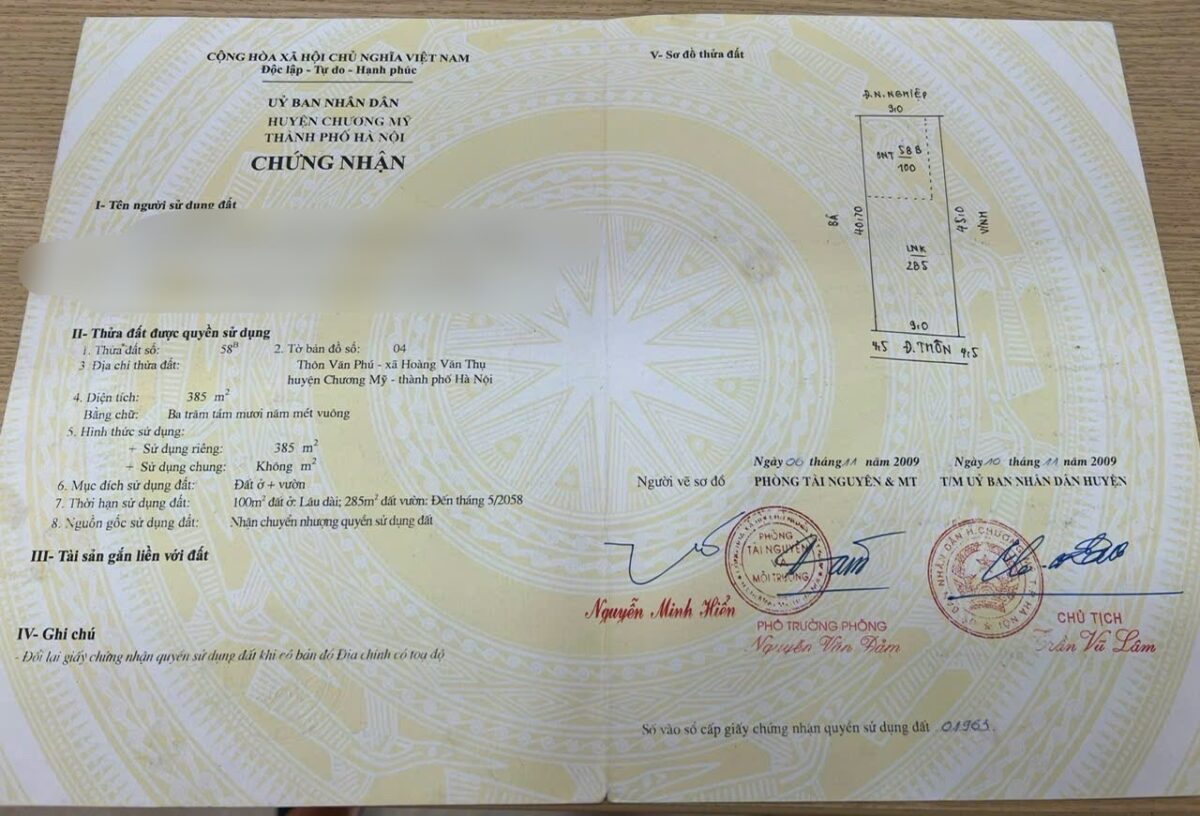 CỘNG HÒA XÃ HỘI CHỦ NGHĨA VIỆT NAM
Độc lập - Tự do - Hạnh phúc
UỶ BAN NHÂN DÂN
HUYỆN CHƯƠNG MỸ
THÀNH PHỐ HÀ NỘI
CHỨNG NHẬN
I- Tên người sử dụng đất
II- Thửa đất được quyền sử dụng
1. Thửa đất số: 58B 2. Tờ bản đồ số: 04
3 Địa chỉ thửa đất: Thôn Văn Phú - xã Hoàng Văn Thụ
huyện Chương Mỹ - thành phố Hà Nội
4. Diện tích: 385 m2
Bằng chữ: Ba trăm tám mươi năm mét vuông
5. Hình thức sử dụng:
+ Sử dụng riêng: 385 m2
+ Sử dụng chung: Không m2
6. Mục đích sử dụng đất: Đất ở + vườn
7. Thời hạn sử dụng đất: 100m2 đất ở: Lâu dài; 285m2 đất vườn: Đến tháng 5/2058
8. Nguồn gốc sử dụng đất: Nhận chuyển nhượng quyền sử dụng đất
III- Tài sản gắn liền với đất
IV- Ghi chú
- Đổi lại giấy chứng nhận quyền sử dụng đất khi có bản đồ Địa chính có toạ độ
V- Sơ đồ thửa đất
Đ.N.NGHIỆP
9,0
ONT 58B
100
BÁ
40,70
45,0
VĨNH
LNK
285
9,0
4,5 Đ.THÔN 4,5
Ngày 06 tháng 11 năm 2009 Ngày 10 tháng 11 năm 2009
Người vẽ sơ đồ PHÒNG TÀI NGUYÊN & MT T/M UỶ BAN NHÂN DÂN HUYỆN
PHÒNG
TÀI NGUYÊN
VÀ
MÔI TRƯỜNG
Nguyễn Minh Hiển
PHÓ TRƯỞNG PHÒNG
Nguyễn Văn Đảm
CHỦ TỊCH
Trần Vũ Lâm
Số vào sổ cấp giấy chứng nhận quyền sử dụng đất 01963